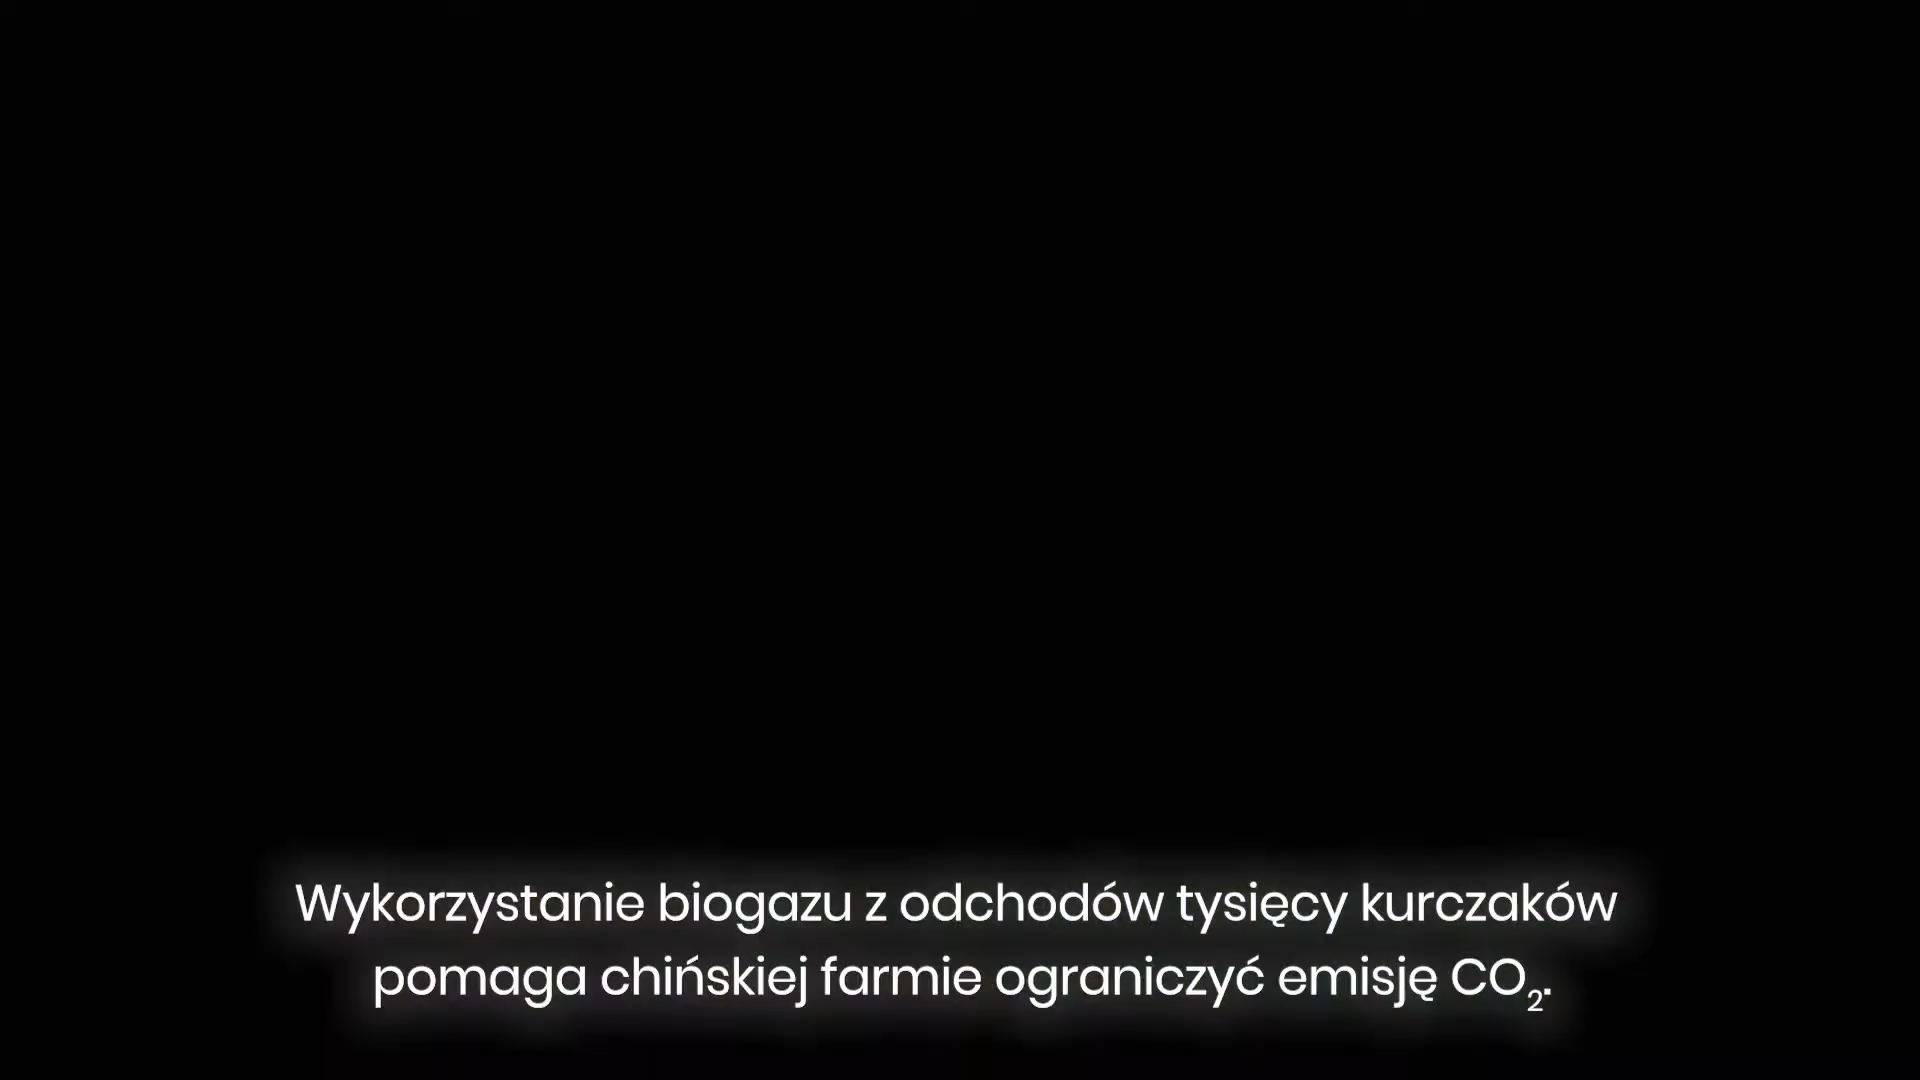 Wykorzystanie biogazu z odchodów tysięcy kurczaków
pomaga chińskiej farmie ograniczyć emisję CO₂.